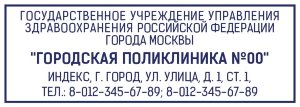 ГОСУДАРСТВЕННОЕ УЧРЕЖДЕНИЕ УПРАВЛЕНИЯ
ЗДРАВООХРАНЕНИЯ РОССИЙСКОЙ ФЕДЕРАЦИИ
ГОРОДА МОСКВЫ
"ГОРОДСКАЯ ПОЛИКЛИНИКА №00"
ИНДЕКС, Г. ГОРОД, УЛ. УЛИЦА, Д. 1, СТ. 1,
ТЕЛ.: 8-012-345-67-89; 8-012-345-67-89